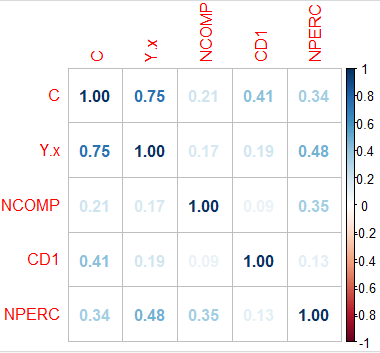 C Y.x NCOMP CD1 NPERC
C 1.00 0.75 0.21 0.41 0.34
Y.x 0.75 1.00 0.17 0.19 0.48
NCOMP 0.21 0.17 1.00 0.09 0.35
CD1 0.41 0.19 0.09 1.00 0.13
NPERC 0.34 0.48 0.35 0.13 1.00
1
0.8
0.6
0.4
0.2
0
-0.2
-0.4
-0.6
-0.8
-1